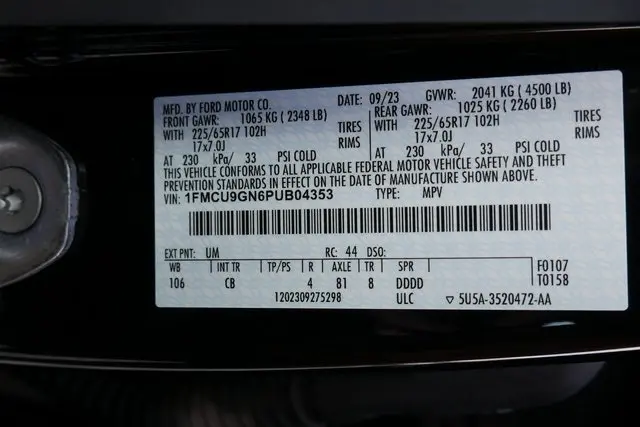 MFD. BY FORD MOTOR CO. DATE: 09/23 GVWR: 2041 KG ( 4500 LB)
FRONT GAWR: 1065 KG ( 2348 LB) REAR GAWR: 1025 KG ( 2260 LB)
WITH 225/65R17 102H TIRES WITH 225/65R17 102H TIRES
17x7.0J RIMS 17x7.0J RIMS
AT 230 kPa/ 33 PSI COLD AT 230 kPa/ 33 PSI COLD
THIS VEHICLE CONFORMS TO ALL APPLICABLE FEDERAL MOTOR VEHICLE SAFETY AND THEFT
PREVENTION STANDARDS IN EFFECT ON THE DATE OF MANUFACTURE SHOWN ABOVE.
VIN: 1FMCU9GN6PUB04353 TYPE: MPV
EXT PNT: UM RC: 44 DSO:
WB INT TR TP/PS R AXLE TR SPR F0107
106 CB 4 81 8 DDDD T0158
1202309275298 ULC ▽ 5U5A-3520472-AA